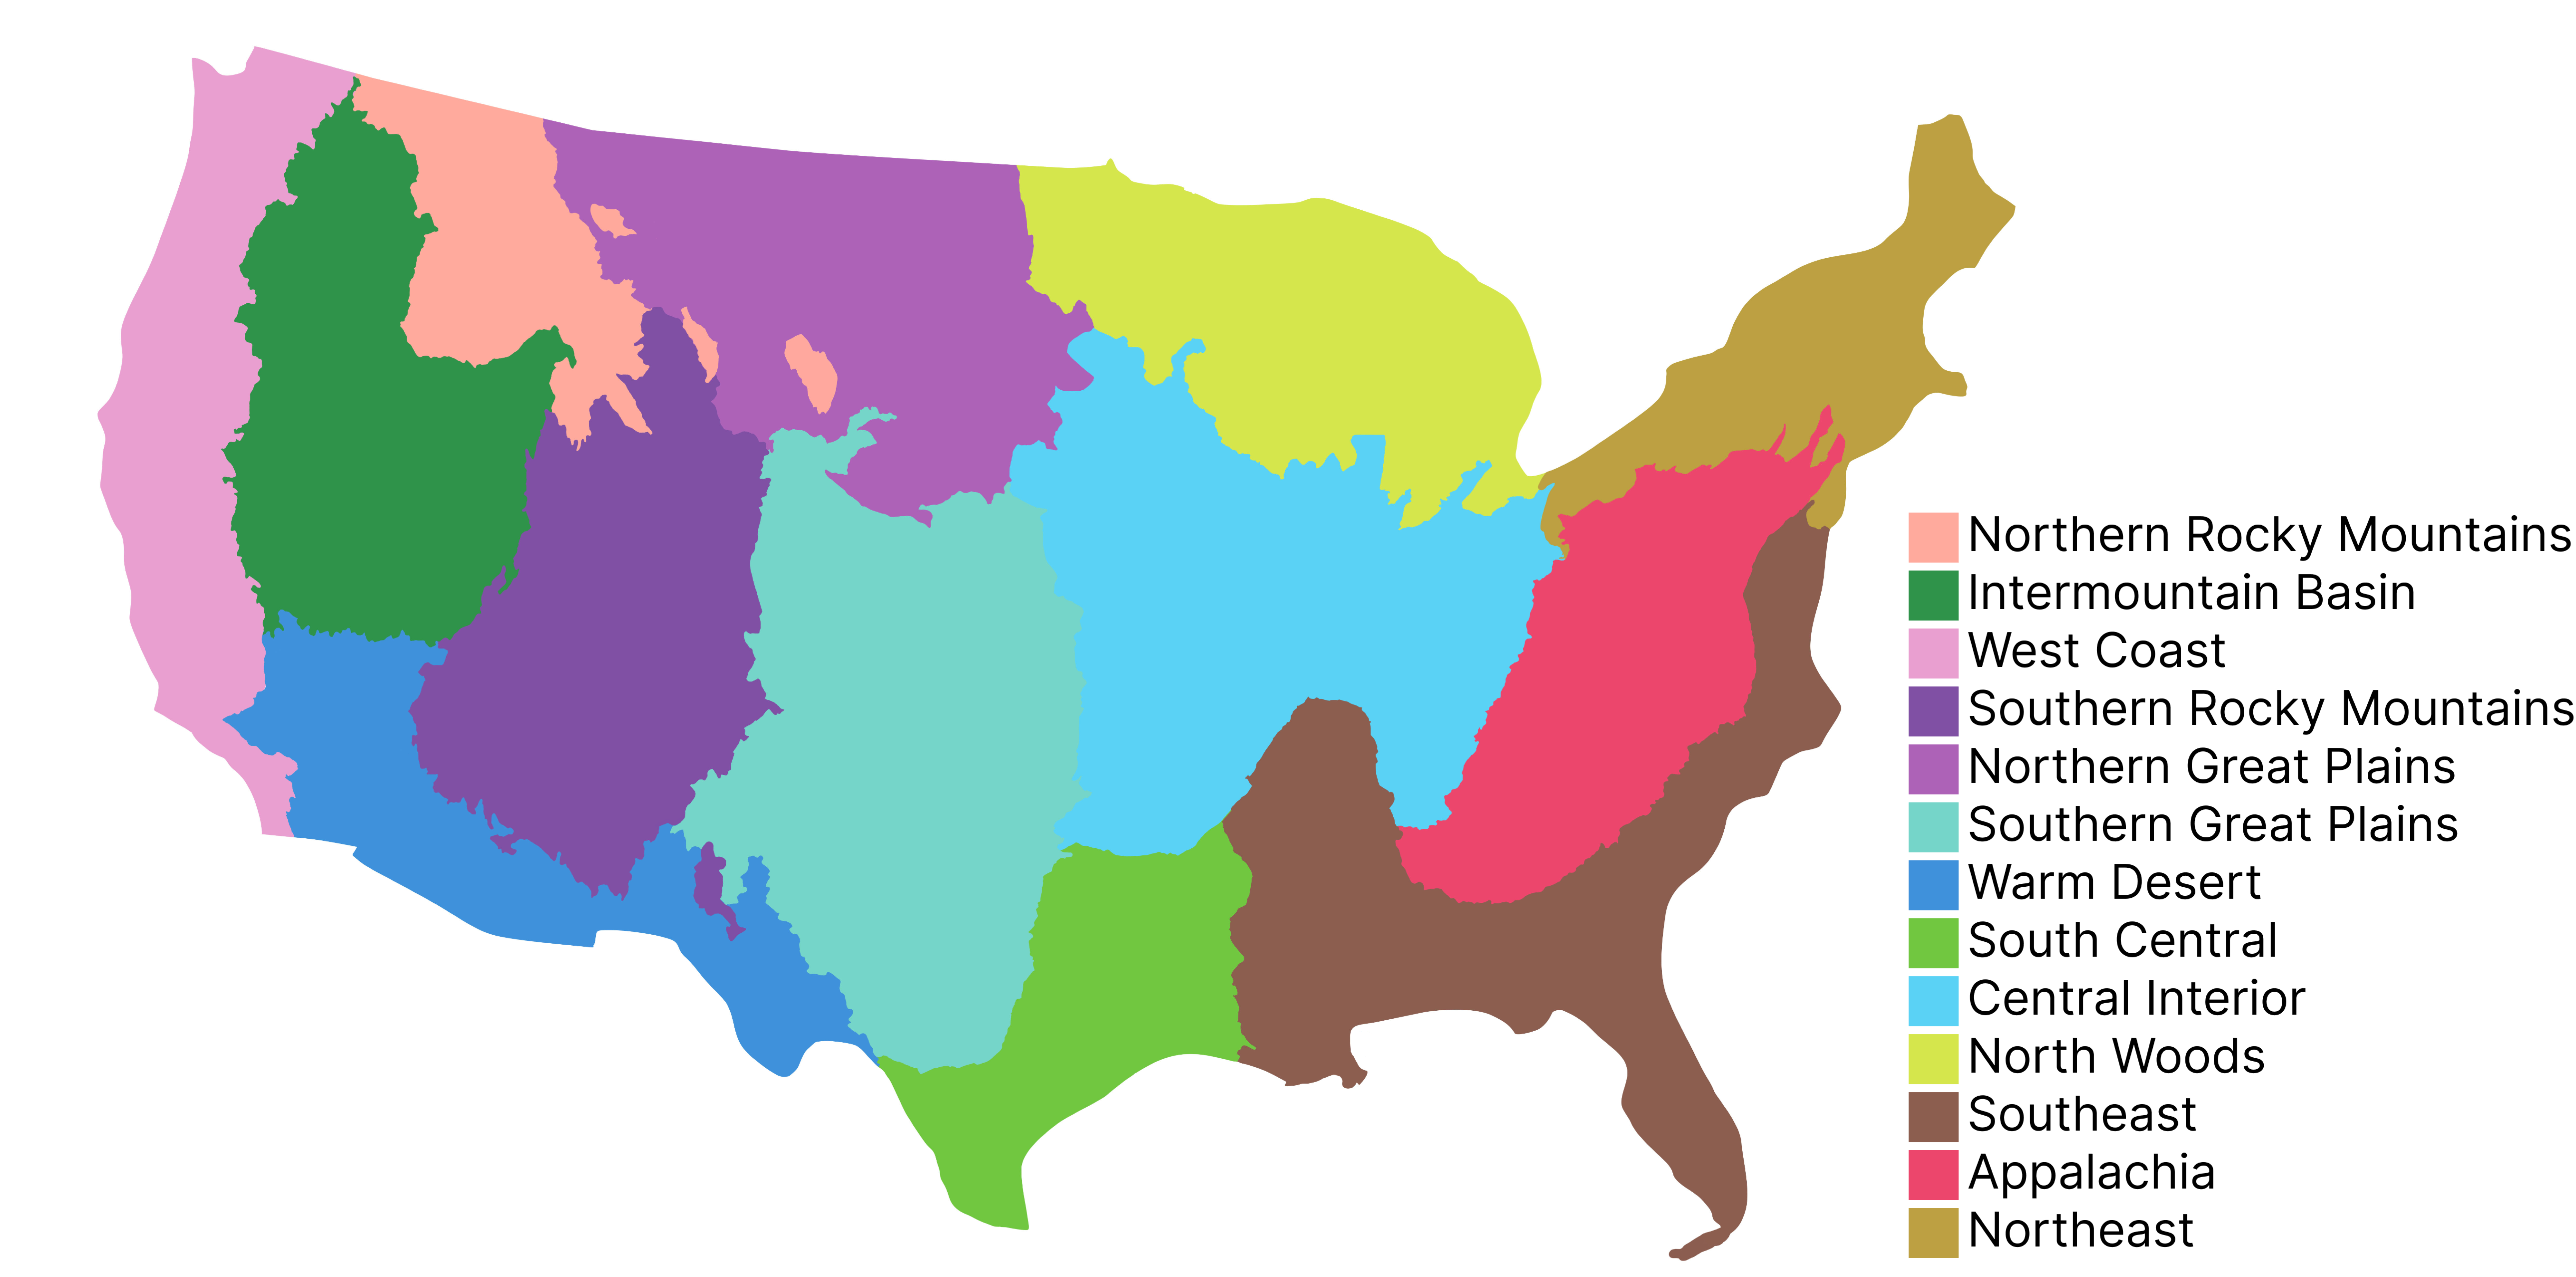 Northern Rocky Mountains
Intermountain Basin
West Coast
Southern Rocky Mountains
Northern Great Plains
Southern Great Plains
Warm Desert
South Central
Central Interior
North Woods
Southeast
Appalachia
Northeast